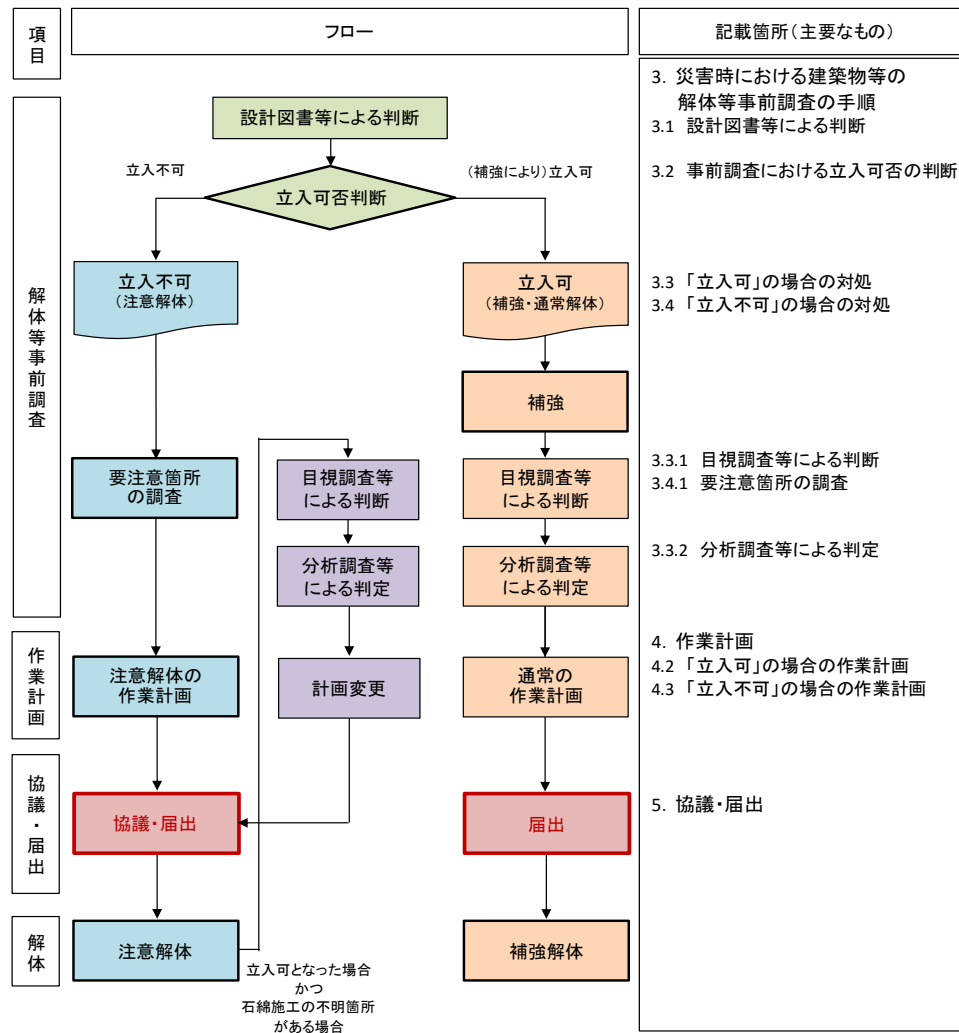 項
目
フロー
記載箇所(主要なもの)
解
体
等
事
前
調
査
設計図書等による判断
立入不可
(補強により)立入可
立入可否判断
立入不可
(注意解体)
立入可
(補強・通常解体)
補強
要注意箇所
の調査
目視調査等
による判断
目視調査等
による判断
分析調査等
による判定
分析調査等
による判定
作
業
計
画
注意解体の
作業計画
計画変更
通常の
作業計画
協
議
・
届
出
協議・届出
届出
解
体
注意解体
補強解体
立入可となった場合
かつ
石綿施工の不明箇所
がある場合
3. 災害時における建築物等の
解体等事前調査の手順
3.1 設計図書等による判断
3.2 事前調査における立入可否の判断
3.3 「立入可」の場合の対処
3.4 「立入不可」の場合の対処
3.3.1 目視調査等による判断
3.4.1 要注意箇所の調査
3.3.2 分析調査等による判定
4. 作業計画
4.2 「立入可」の場合の作業計画
4.3 「立入不可」の場合の作業計画
5. 協議・届出